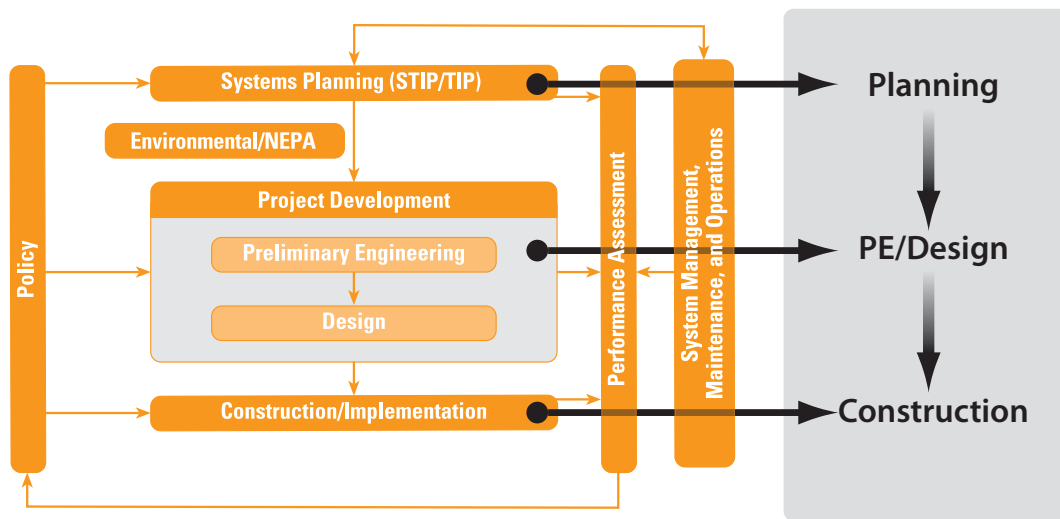 Systems Planning (STIP/TIP)
Environmental/NEPA
Project Development
Preliminary Engineering
Design
Construction/Implementation
Policy
Performance Assessment
System Management,
Maintenance, and Operations
Planning
PE/Design
Construction